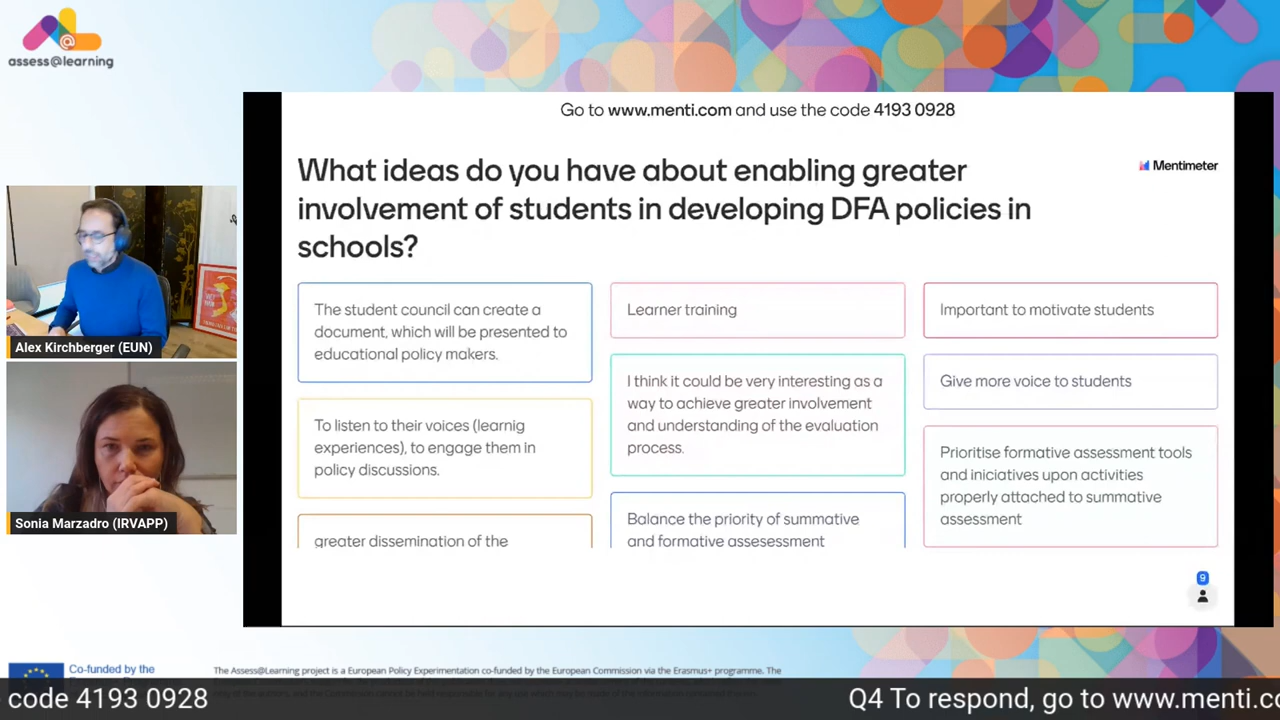 assess@learning
Go to www.menti.com and use the code 4193 0928
What ideas do you have about enabling greater
involvement of students in developing DFA policies in
schools?
Mentimeter
The student council can create a
document, which will be presented to
educational policy makers.
To listen to their voices (learnig
experiences), to engage them in
policy discussions.
greater dissemination of the
Learner training
I think it could be very interesting as a
way to achieve greater involvement
and understanding of the evaluation
process.
Balance the priority of summative
and formative assesessment
Important to motivate students
Give more voice to students
Prioritise formative assessment tools
and iniciatives upon activities
properly attached to summative
assessment
9
Alex Kirchberger (EUN)
Sonia Marzadro (IRVAPP)
Co-funded by the
The Assess@Learning project is a European Policy Experimentation co-funded by the European Commission via the Erasmus+ programme. The
code 4193 0928
Q4 To respond, go to www.menti.co